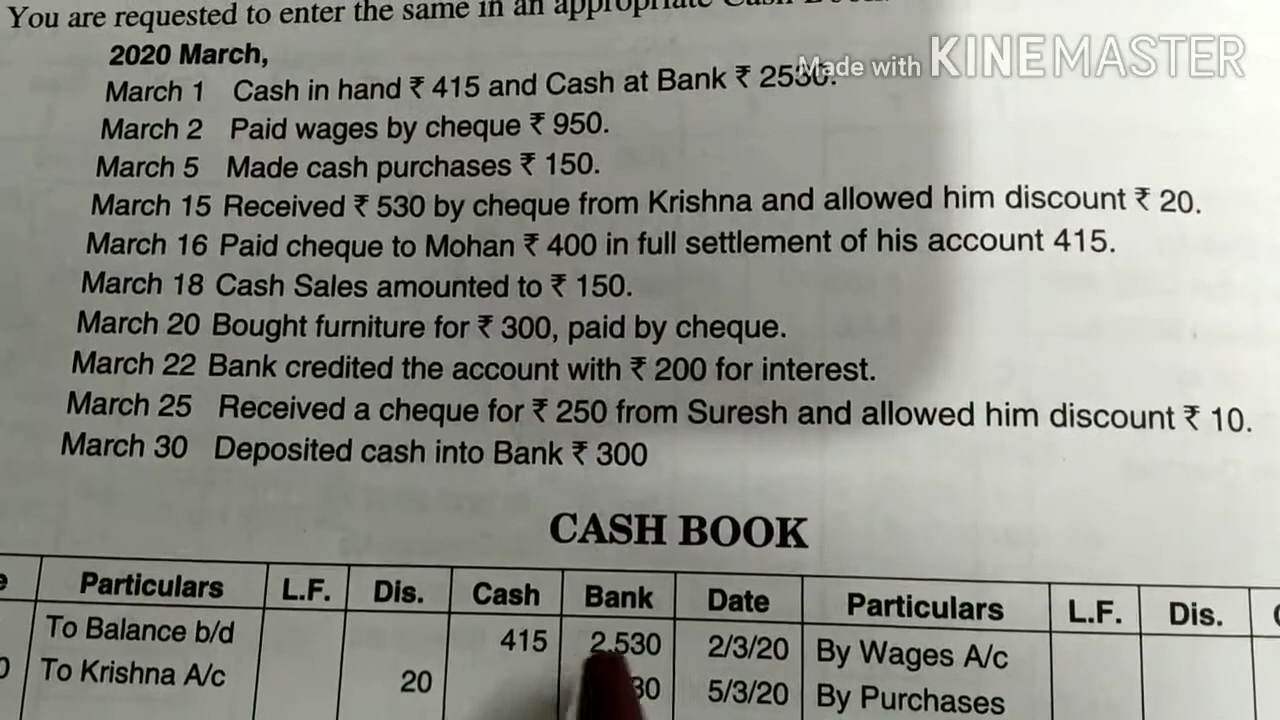 You are requested to enter the same in an appropriate Cash
Made with KINEMASTER
2020 March,
March 1 Cash in hand ₹ 415 and Cash at Bank ₹ 2530.
March 2 Paid wages by cheque ₹ 950.
March 5 Made cash purchases ₹ 150.
March 15 Received ₹ 530 by cheque from Krishna and allowed him discount ₹ 20.
March 16 Paid cheque to Mohan ₹ 400 in full settlement of his account 415.
March 18 Cash Sales amounted to ₹ 150.
March 20 Bought furniture for ₹ 300, paid by cheque.
March 22 Bank credited the account with ₹ 200 for interest.
March 25 Received a cheque for ₹ 250 from Suresh and allowed him discount ₹ 10.
March 30 Deposited cash into Bank ₹ 300
CASH BOOK
Particulars L.F. Dis. Cash Bank Date Particulars L.F. Dis.
To Balance b/d 415 2,530 2/3/20 By Wages A/c
To Krishna A/c 20 5/3/20 By Purchases